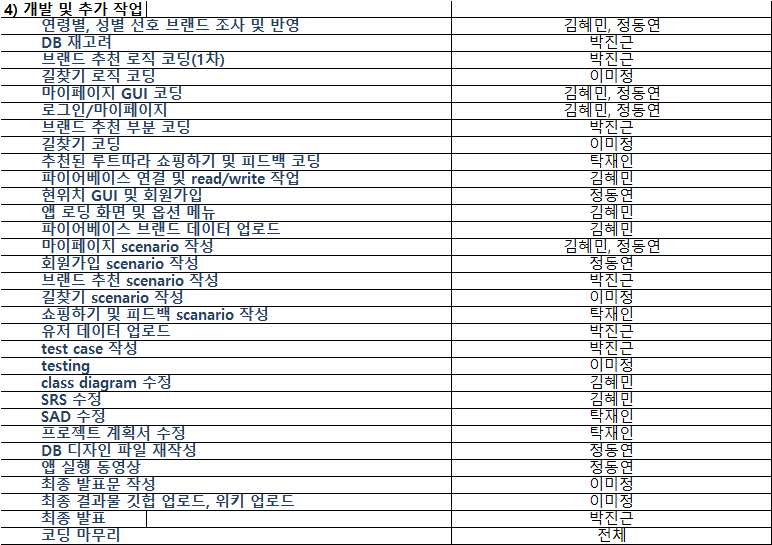 4) 개발 및 추가 작업
연령별, 성별 선호 브랜드 조사 및 반영 김혜민, 정동연
DB 재고려 박진근
브랜드 추천 로직 코딩(1차) 박진근
길찾기 로직 코딩 이미정
마이페이지 GUI 코딩 김혜민, 정동연
로그인/마이페이지 김혜민, 정동연
브랜드 추천 부분 코딩 박진근
길찾기 코딩 이미정
추천된 루트따라 쇼핑하기 및 피드백 코딩 탁재인
파이어베이스 연결 및 read/write 작업 김혜민
현위치 GUI 및 회원가입 정동연
앱 로딩 화면 및 옵션 메뉴 김혜민
파이어베이스 브랜드 데이터 업로드 김혜민
마이페이지 scenario 작성 김혜민, 정동연
회원가입 scenario 작성 정동연
브랜드 추천 scenario 작성 박진근
길찾기 scenario 작성 이미정
쇼핑하기 및 피드백 scanario 작성 탁재인
유저 데이터 업로드 박진근
test case 작성 박진근
testing 이미정
class diagram 수정 김혜민
SRS 수정 김혜민
SAD 수정 탁재인
프로젝트 계획서 수정 탁재인
DB 디자인 파일 재작성 정동연
앱 실행 동영상 정동연
최종 발표문 작성 이미정
최종 결과물 깃헙 업로드, 위키 업로드 이미정
최종 발표 박진근
코딩 마무리 전체